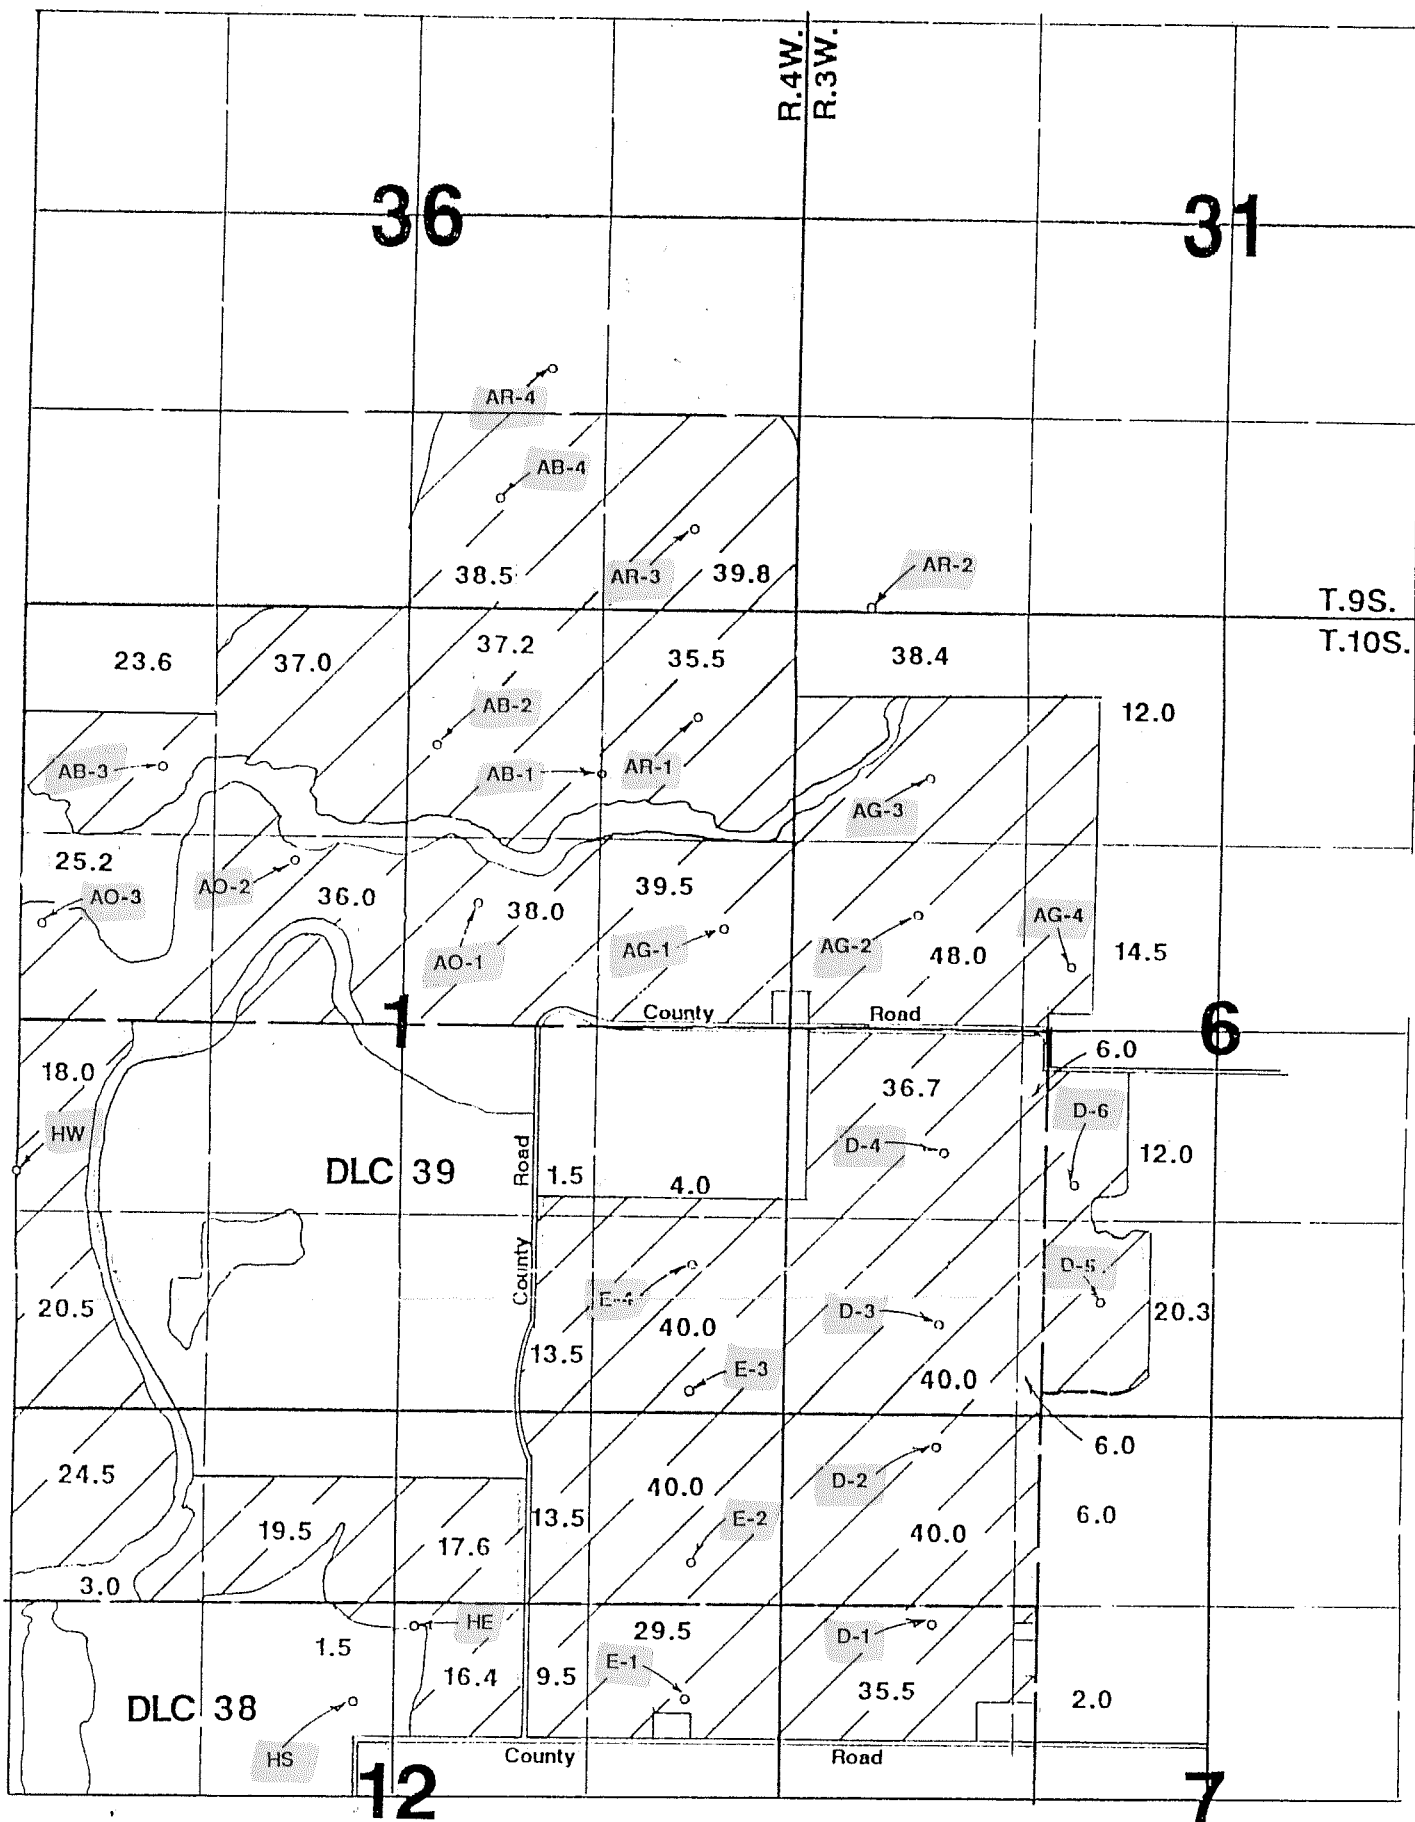 R.4W.
R.3W.
36
31
AR-4
AB-4
38.5
AR-3
39.8
AR-2
T.9S.
T.10S.
23.6
37.0
37.2
35.5
38.4
12.0
AB-2
AB-3
AB-1
AR-1
AG-3
25.2
AO-3
AO-2
36.0
38.0
39.5
AO-1
AG-1
AG-2
48.0
AG-4
14.5
1
County
Road
6
6.0
18.0
36.7
HW
D-6
D-4
12.0
DLC 39
County Road
1.5
4.0
D-5
E-4
20.5
13.5
40.0
D-3
20.3
E-3
40.0
6.0
24.5
40.0
D-2
19.5
13.5
E-2
6.0
17.6
40.0
3.0
HE
1.5
29.5
D-1
16.4
9.5
E-1
35.5
2.0
DLC 38
HS
County
Road
12
7